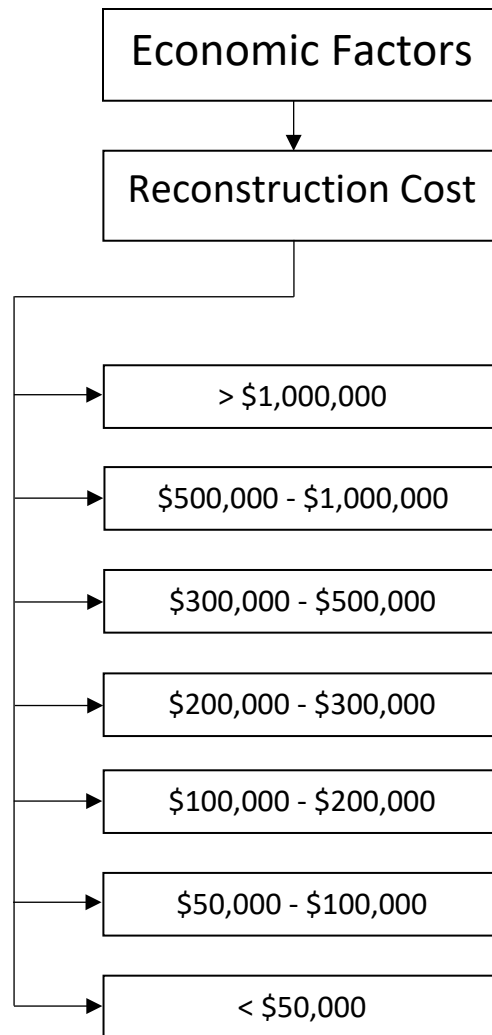 Economic Factors
Reconstruction Cost
> $1,000,000
$500,000 - $1,000,000
$300,000 - $500,000
$200,000 - $300,000
$100,000 - $200,000
$50,000 - $100,000
< $50,000